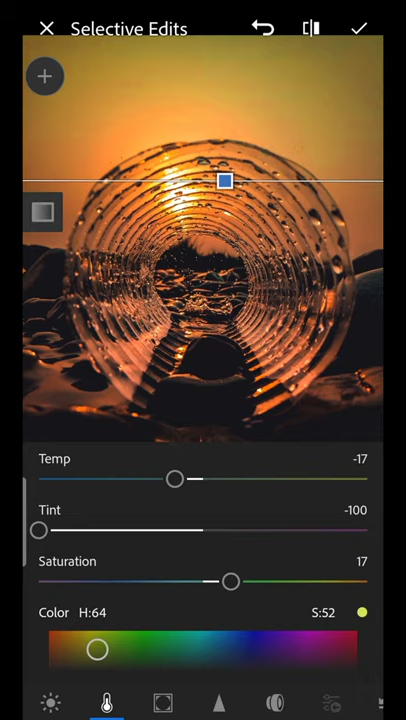 Selective Edits
Temp -17
Tint -100
Saturation 17
Color H:64 S:52